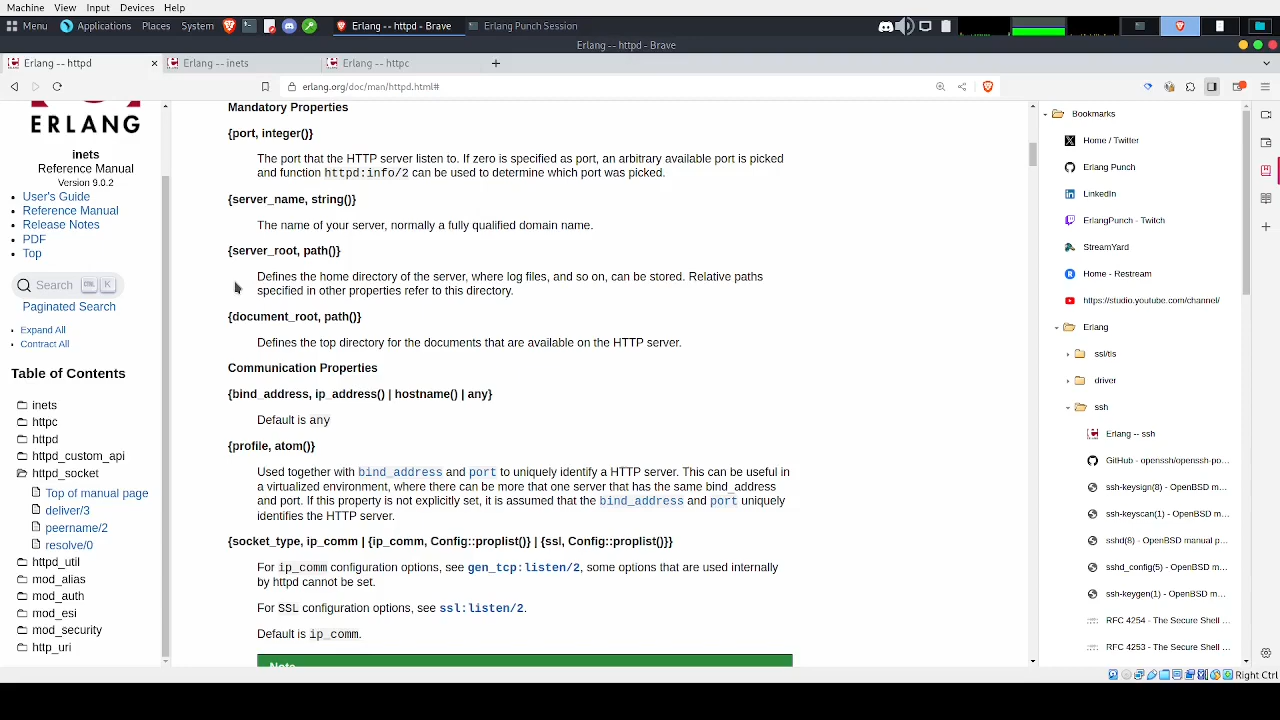 Machine View Input Devices Help
Menu Applications Places System Erlang -- httpd - Brave Erlang Punch Session
Erlang -- httpd - Brave
Erlang -- httpd Erlang -- inets Erlang -- httpc
erlang.org/doc/man/httpd.html#
ERLANG
inets
Reference Manual
Version 9.0.2
User's Guide
Reference Manual
Release Notes
PDF
Top
Search Ctrl K
Paginated Search
Expand All
Contract All
Table of Contents
inets
httpc
httpd
httpd_custom_api
httpd_socket
Top of manual page
deliver/3
peername/2
resolve/0
httpd_util
mod_alias
mod_auth
mod_esi
mod_security
http_uri
Mandatory Properties
{port, integer()}
The port that the HTTP server listen to. If zero is specified as port, an arbitrary available port is picked
and function httpd:info/2 can be used to determine which port was picked.
{server_name, string()}
The name of your server, normally a fully qualified domain name.
{server_root, path()}
Defines the home directory of the server, where log files, and so on, can be stored. Relative paths
specified in other properties refer to this directory.
{document_root, path()}
Defines the top directory for the documents that are available on the HTTP server.
Communication Properties
{bind_address, ip_address() | hostname() | any}
Default is any
{profile, atom()}
Used together with bind_address and port to uniquely identify a HTTP server. This can be useful in
a virtualized environment, where there can be more that one server that has the same bind_address
and port. If this property is not explicitly set, it is assumed that the bind_address and port uniquely
identifies the HTTP server.
{socket_type, ip_comm | {ip_comm, Config::proplist()} | {ssl, Config::proplist()}}
For ip_comm configuration options, see gen_tcp:listen/2, some options that are used internally
by httpd cannot be set.
For SSL configuration options, see ssl:listen/2.
Default is ip_comm.
Note
Bookmarks
Home / Twitter
Erlang Punch
LinkedIn
ErlangPunch - Twitch
StreamYard
Home - Restream
https://studio.youtube.com/channel/
Erlang
ssl/tls
driver
ssh
Erlang -- ssh
GitHub - openssh/openssh-po...
ssh-keysign(8) - OpenBSD m...
ssh-keyscan(1) - OpenBSD m...
sshd(8) - OpenBSD manual p...
sshd_config(5) - OpenBSD m...
ssh-keygen(1) - OpenBSD m...
RFC 4254 - The Secure Shell ...
RFC 4253 - The Secure Shell ...
Right Ctrl